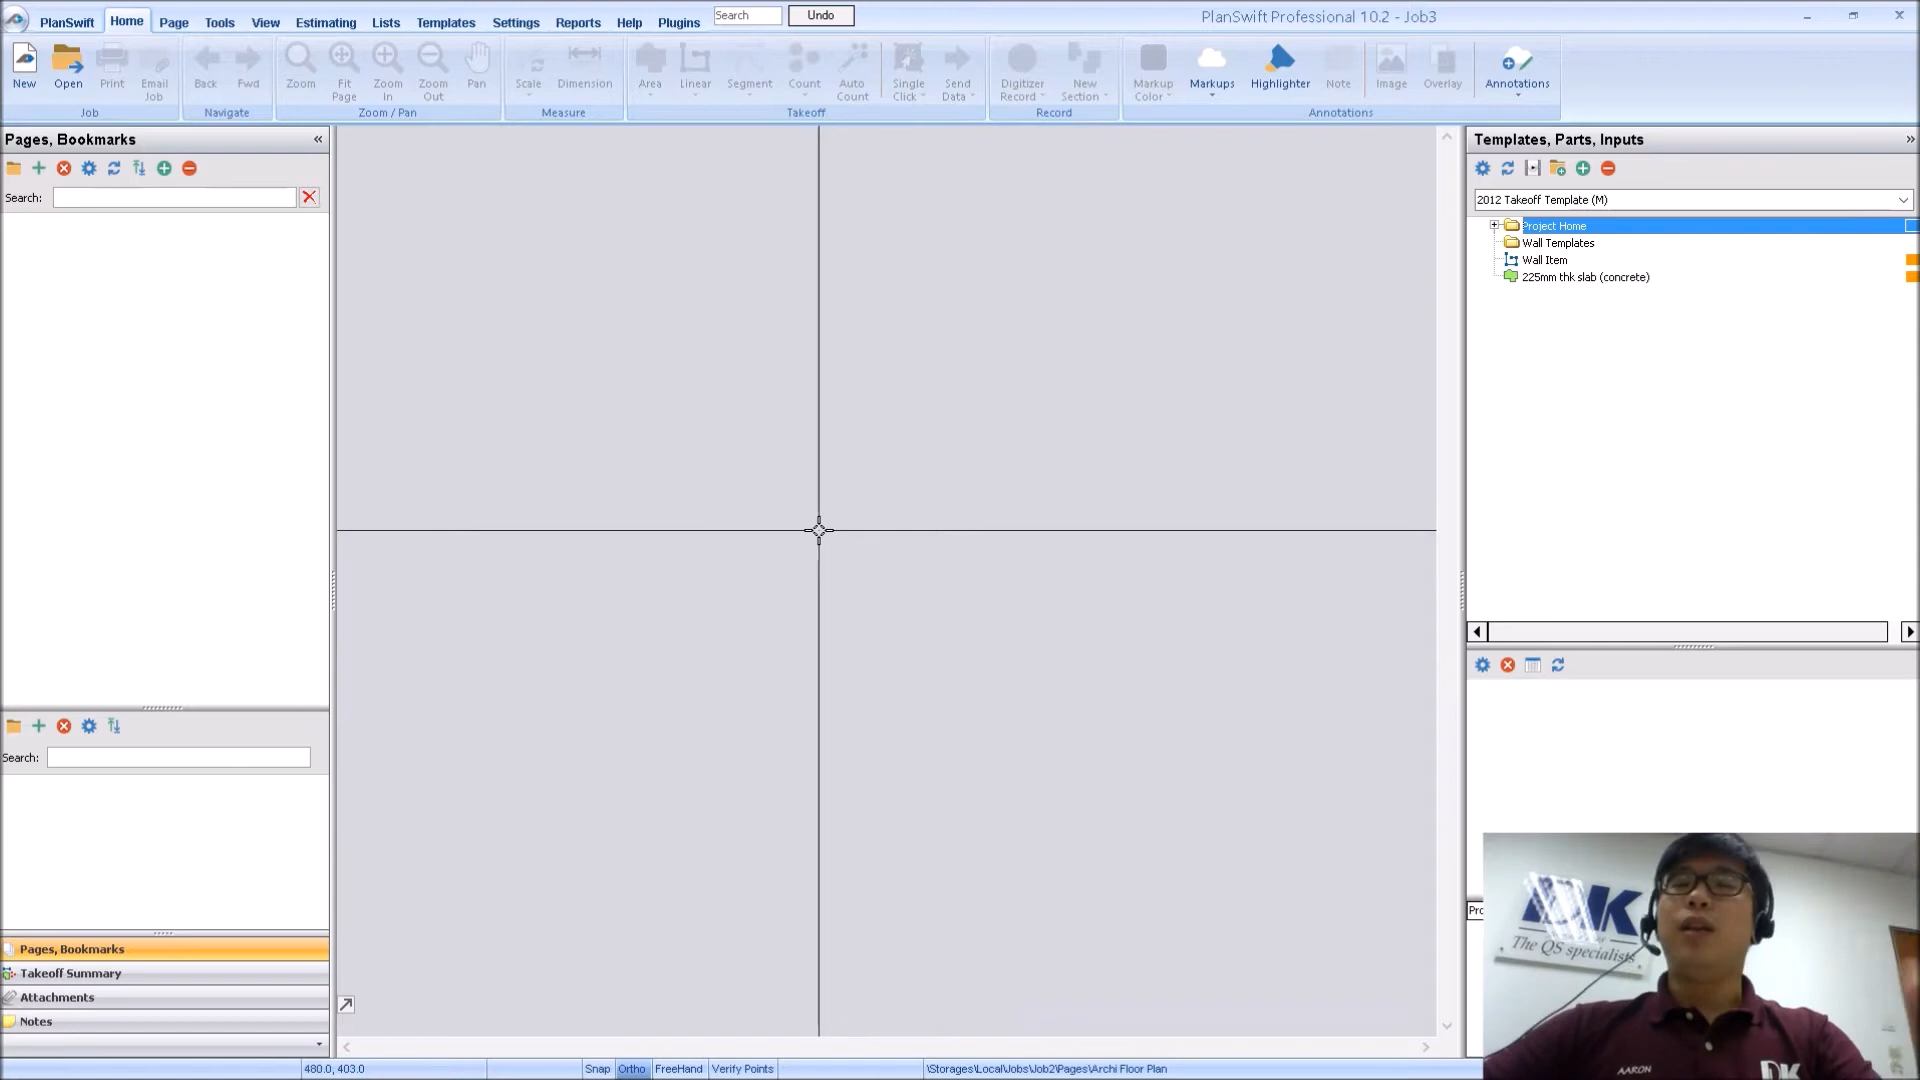 PlanSwift Home Page Tools View Estimating Lists Templates Settings Reports Help Plugins Search Undo
PlanSwift Professional 10.2 - Job3
New Open Print Email Job
Job
Back Fwd
Navigate
Zoom Fit Page Zoom In Zoom Out Pan
Zoom / Pan
Scale Dimension
Measure
Area Linear Segment Count Auto Count Single Click Send Data
Takeoff
Digitizer Record New Section
Record
Markup Color Markups Highlighter Note Image Overlay Annotations
Annotations
Pages, Bookmarks
Search:
Search:
Pages, Bookmarks
Takeoff Summary
Attachments
Notes
Templates, Parts, Inputs
2012 Takeoff Template (M)
Project Home
Wall Templates
Wall Item
225mm thk slab (concrete)
Pro
DK
The QS specialists
AARON
DK
480.0, 403.0
Snap Ortho FreeHand Verify Points
\Storages\Local\Jobs\Job2\Pages\Archi Floor Plan